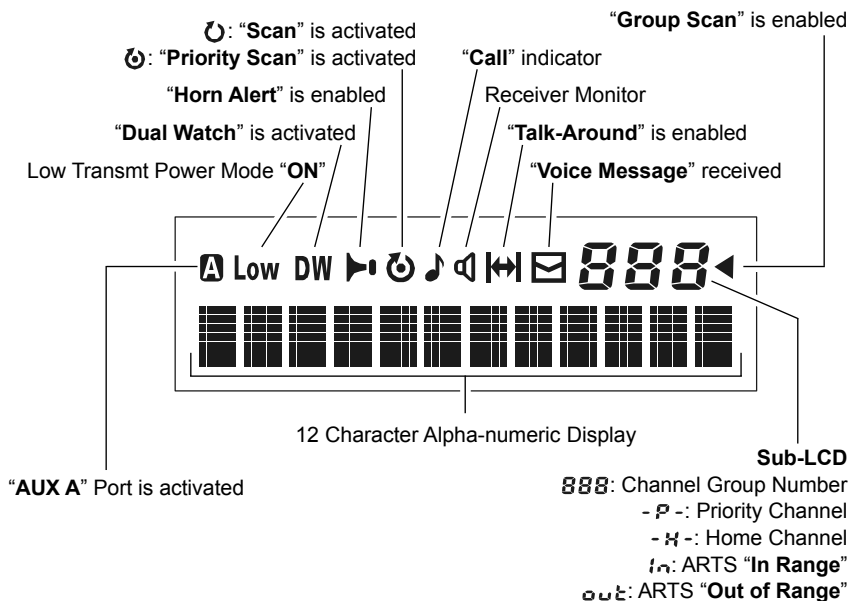 "Group Scan" is enabled
: "Scan" is activated
: "Priority Scan" is activated
"Call" indicator
"Horn Alert" is enabled
Receiver Monitor
"Dual Watch" is activated
"Talk-Around" is enabled
Low Transmt Power Mode "ON"
"Voice Message" received
A Low DW 888
12 Character Alpha-numeric Display
Sub-LCD
"AUX A" Port is activated
888: Channel Group Number
- P -: Priority Channel
- H -: Home Channel
In: ARTS "In Range"
out: ARTS "Out of Range"